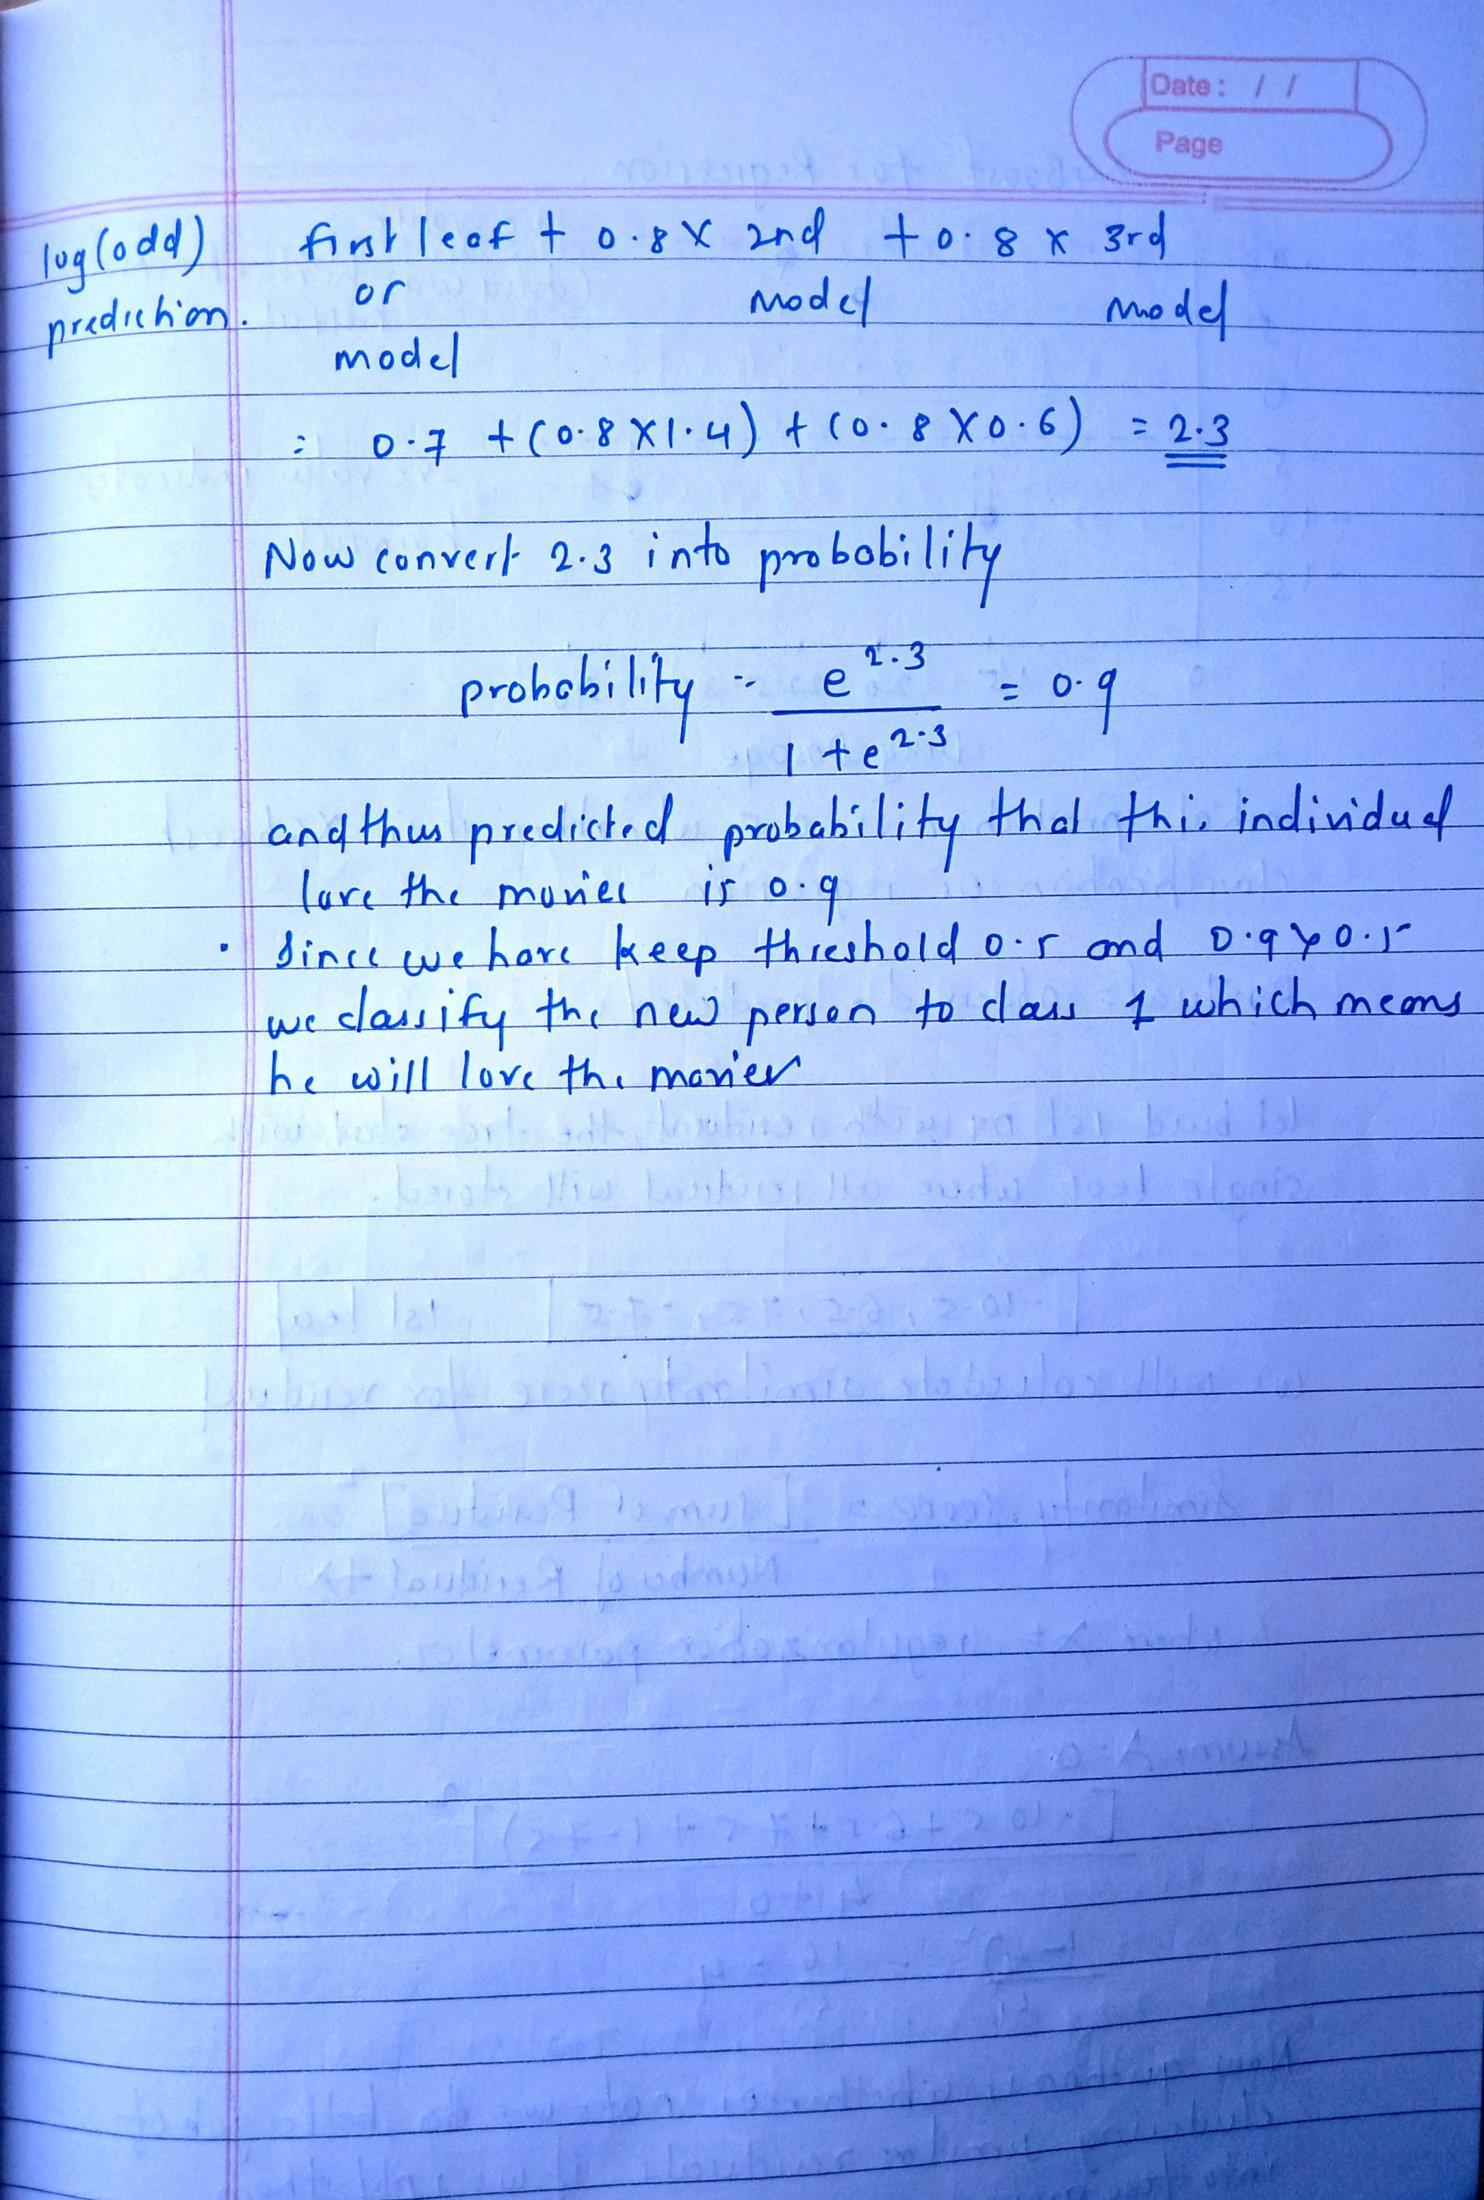 Date: / /
Page
log(odd) first leaf + 0.8 X 2nd + 0.8 x 3rd
prediction. or model model
model
= 0.7 + (0.8 X 1.4) + (0.8 X 0.6) = 2.3
Now convert 2.3 into probability
probability = e^2.3 / 1 + e^2.3 = 0.9
and thus predicted probability that this individual
love the movies is 0.9
• Since we have keep threshold 0.5 and 0.9 > 0.5
we classify the new person to class 1 which means
he will love the movies